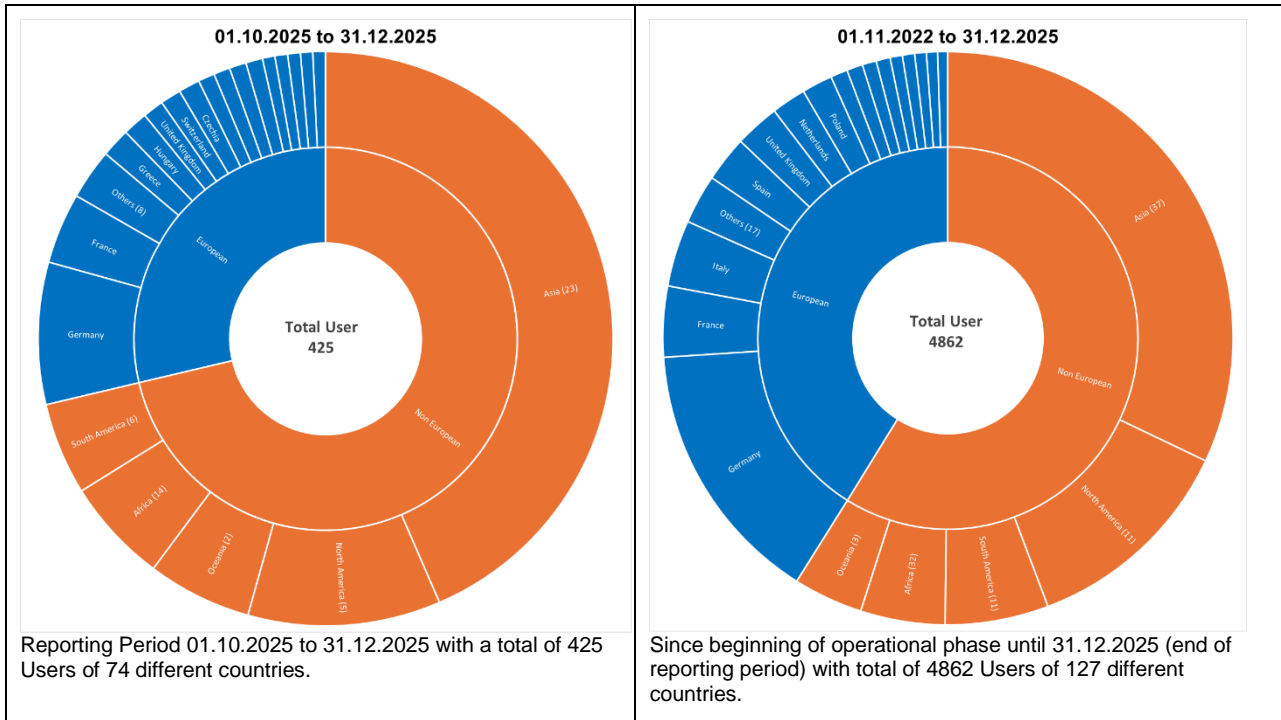 01.10.2025 to 31.12.2025
Czechia
Switzerland
United Kingdom
Hungary
Greece
Others (8)
France
Germany
European
Asia (23)
Total User
425
Non European
South America (6)
Africa (14)
Oceania (2)
North America (5)
Reporting Period 01.10.2025 to 31.12.2025 with a total of 425
Users of 74 different countries.
01.11.2022 to 31.12.2025
Poland
Netherlands
United Kingdom
Spain
Others (17)
Italy
France
Germany
European
Asia (37)
Total User
4862
Non European
North America (11)
South America (11)
Africa (32)
Oceania (3)
Since beginning of operational phase until 31.12.2025 (end of
reporting period) with total of 4862 Users of 127 different
countries.